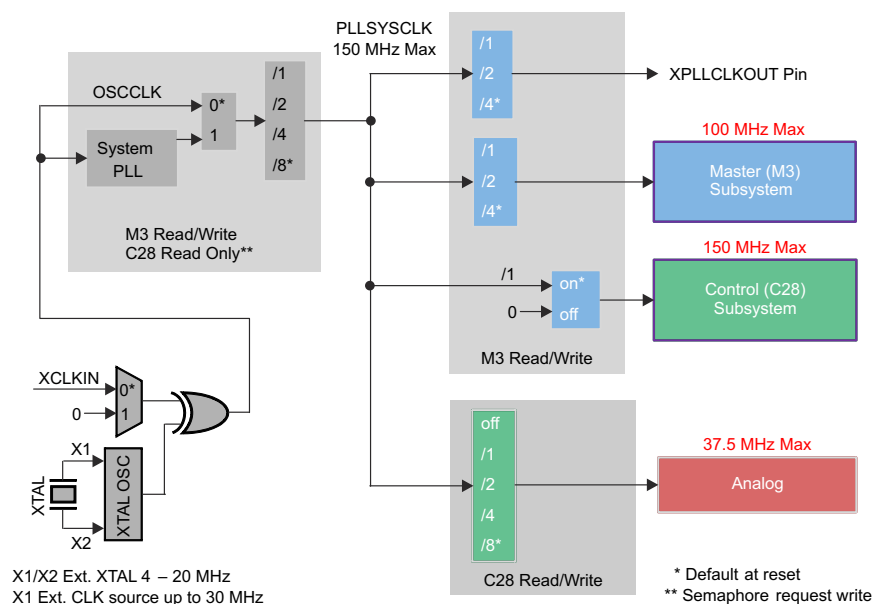 PLLSYSCLK
150 MHz Max
OSCCLK
0*
1
System
PLL
/1
/2
/4
/8*
M3 Read/Write
C28 Read Only**
/1
/2
/4*
XPLLCLKOUT Pin
/1
/2
/4*
100 MHz Max
Master (M3)
Subsystem
/1
0
on*
off
150 MHz Max
Control (C28)
Subsystem
M3 Read/Write
XCLKIN
0
0*
1
X1
XTAL
X2
XTAL OSC
off
/1
/2
/4
/8*
37.5 MHz Max
Analog
C28 Read/Write
X1/X2 Ext. XTAL 4 – 20 MHz
X1 Ext. CLK source up to 30 MHz
* Default at reset
** Semaphore request write